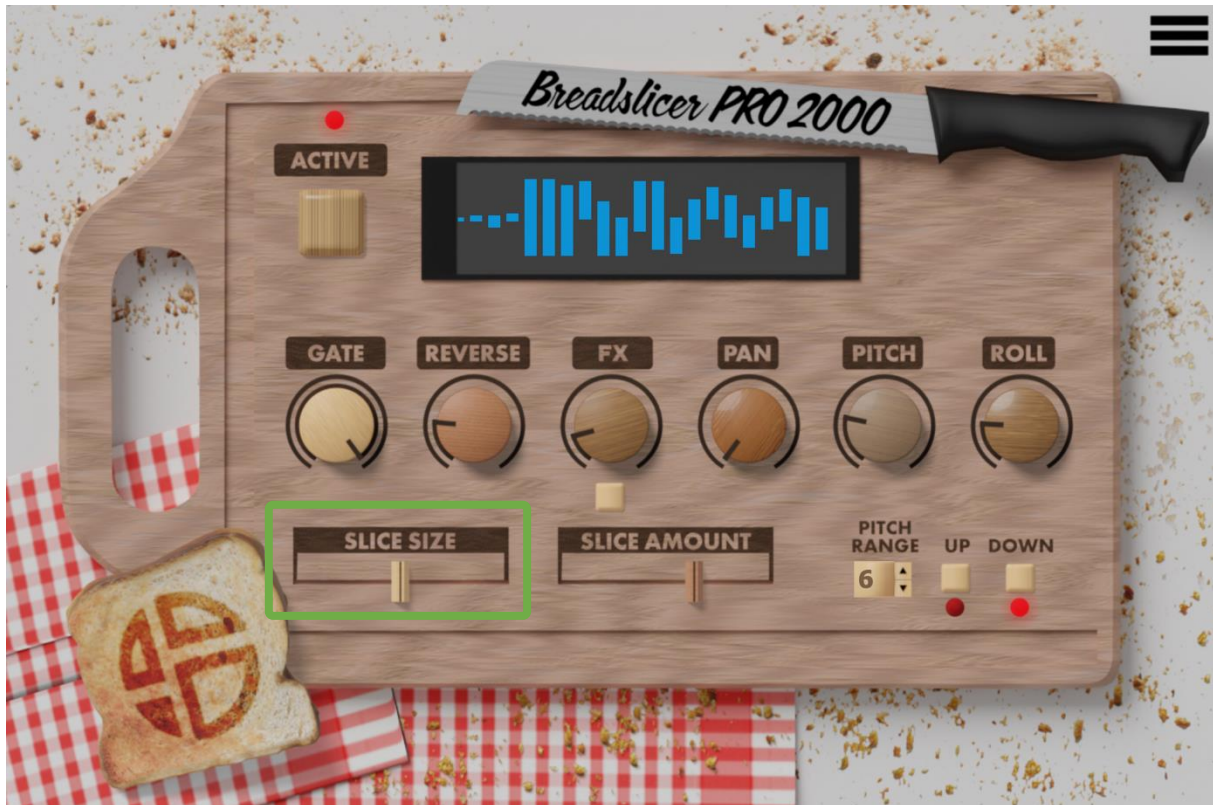 Breadslicer PRO 2000
ACTIVE
GATE
REVERSE
FX
PAN
PITCH
ROLL
SLICE SIZE
SLICE AMOUNT
PITCH
RANGE
UP
DOWN
6